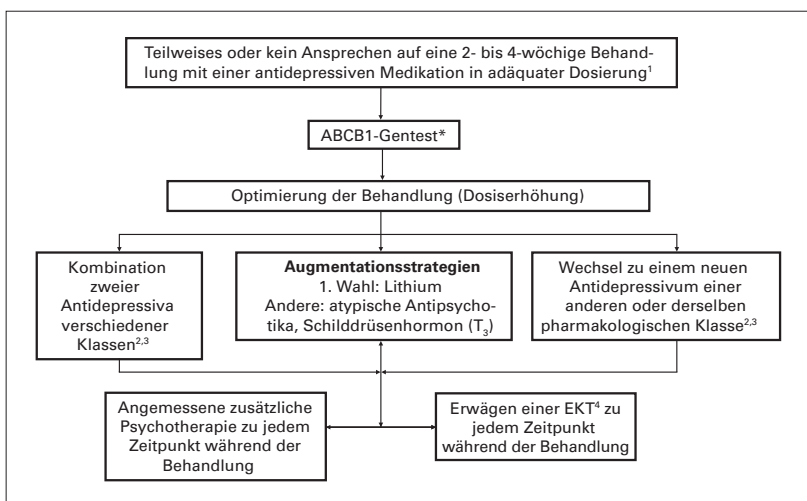 Teilweises oder kein Ansprechen auf eine 2- bis 4-wöchige Behand-
lung mit einer antidepressiven Medikation in adäquater Dosierung¹
ABCB1-Gentest*
Optimierung der Behandlung (Dosiserhöhung)
Kombination
zweier
Antidepressiva
verschiedener
Klassen²,³
Augmentationsstrategien
1. Wahl: Lithium
Andere: atypische Antipsycho-
tika, Schilddrüsenhormon (T₃)
Wechsel zu einem neuen
Antidepressivum einer
anderen oder derselben
pharmakologischen Klasse²,³
Angemessene zusätzliche
Psychotherapie zu jedem
Zeitpunkt während der
Behandlung
Erwägen einer EKT⁴ zu
jedem Zeitpunkt
während der Behandlung